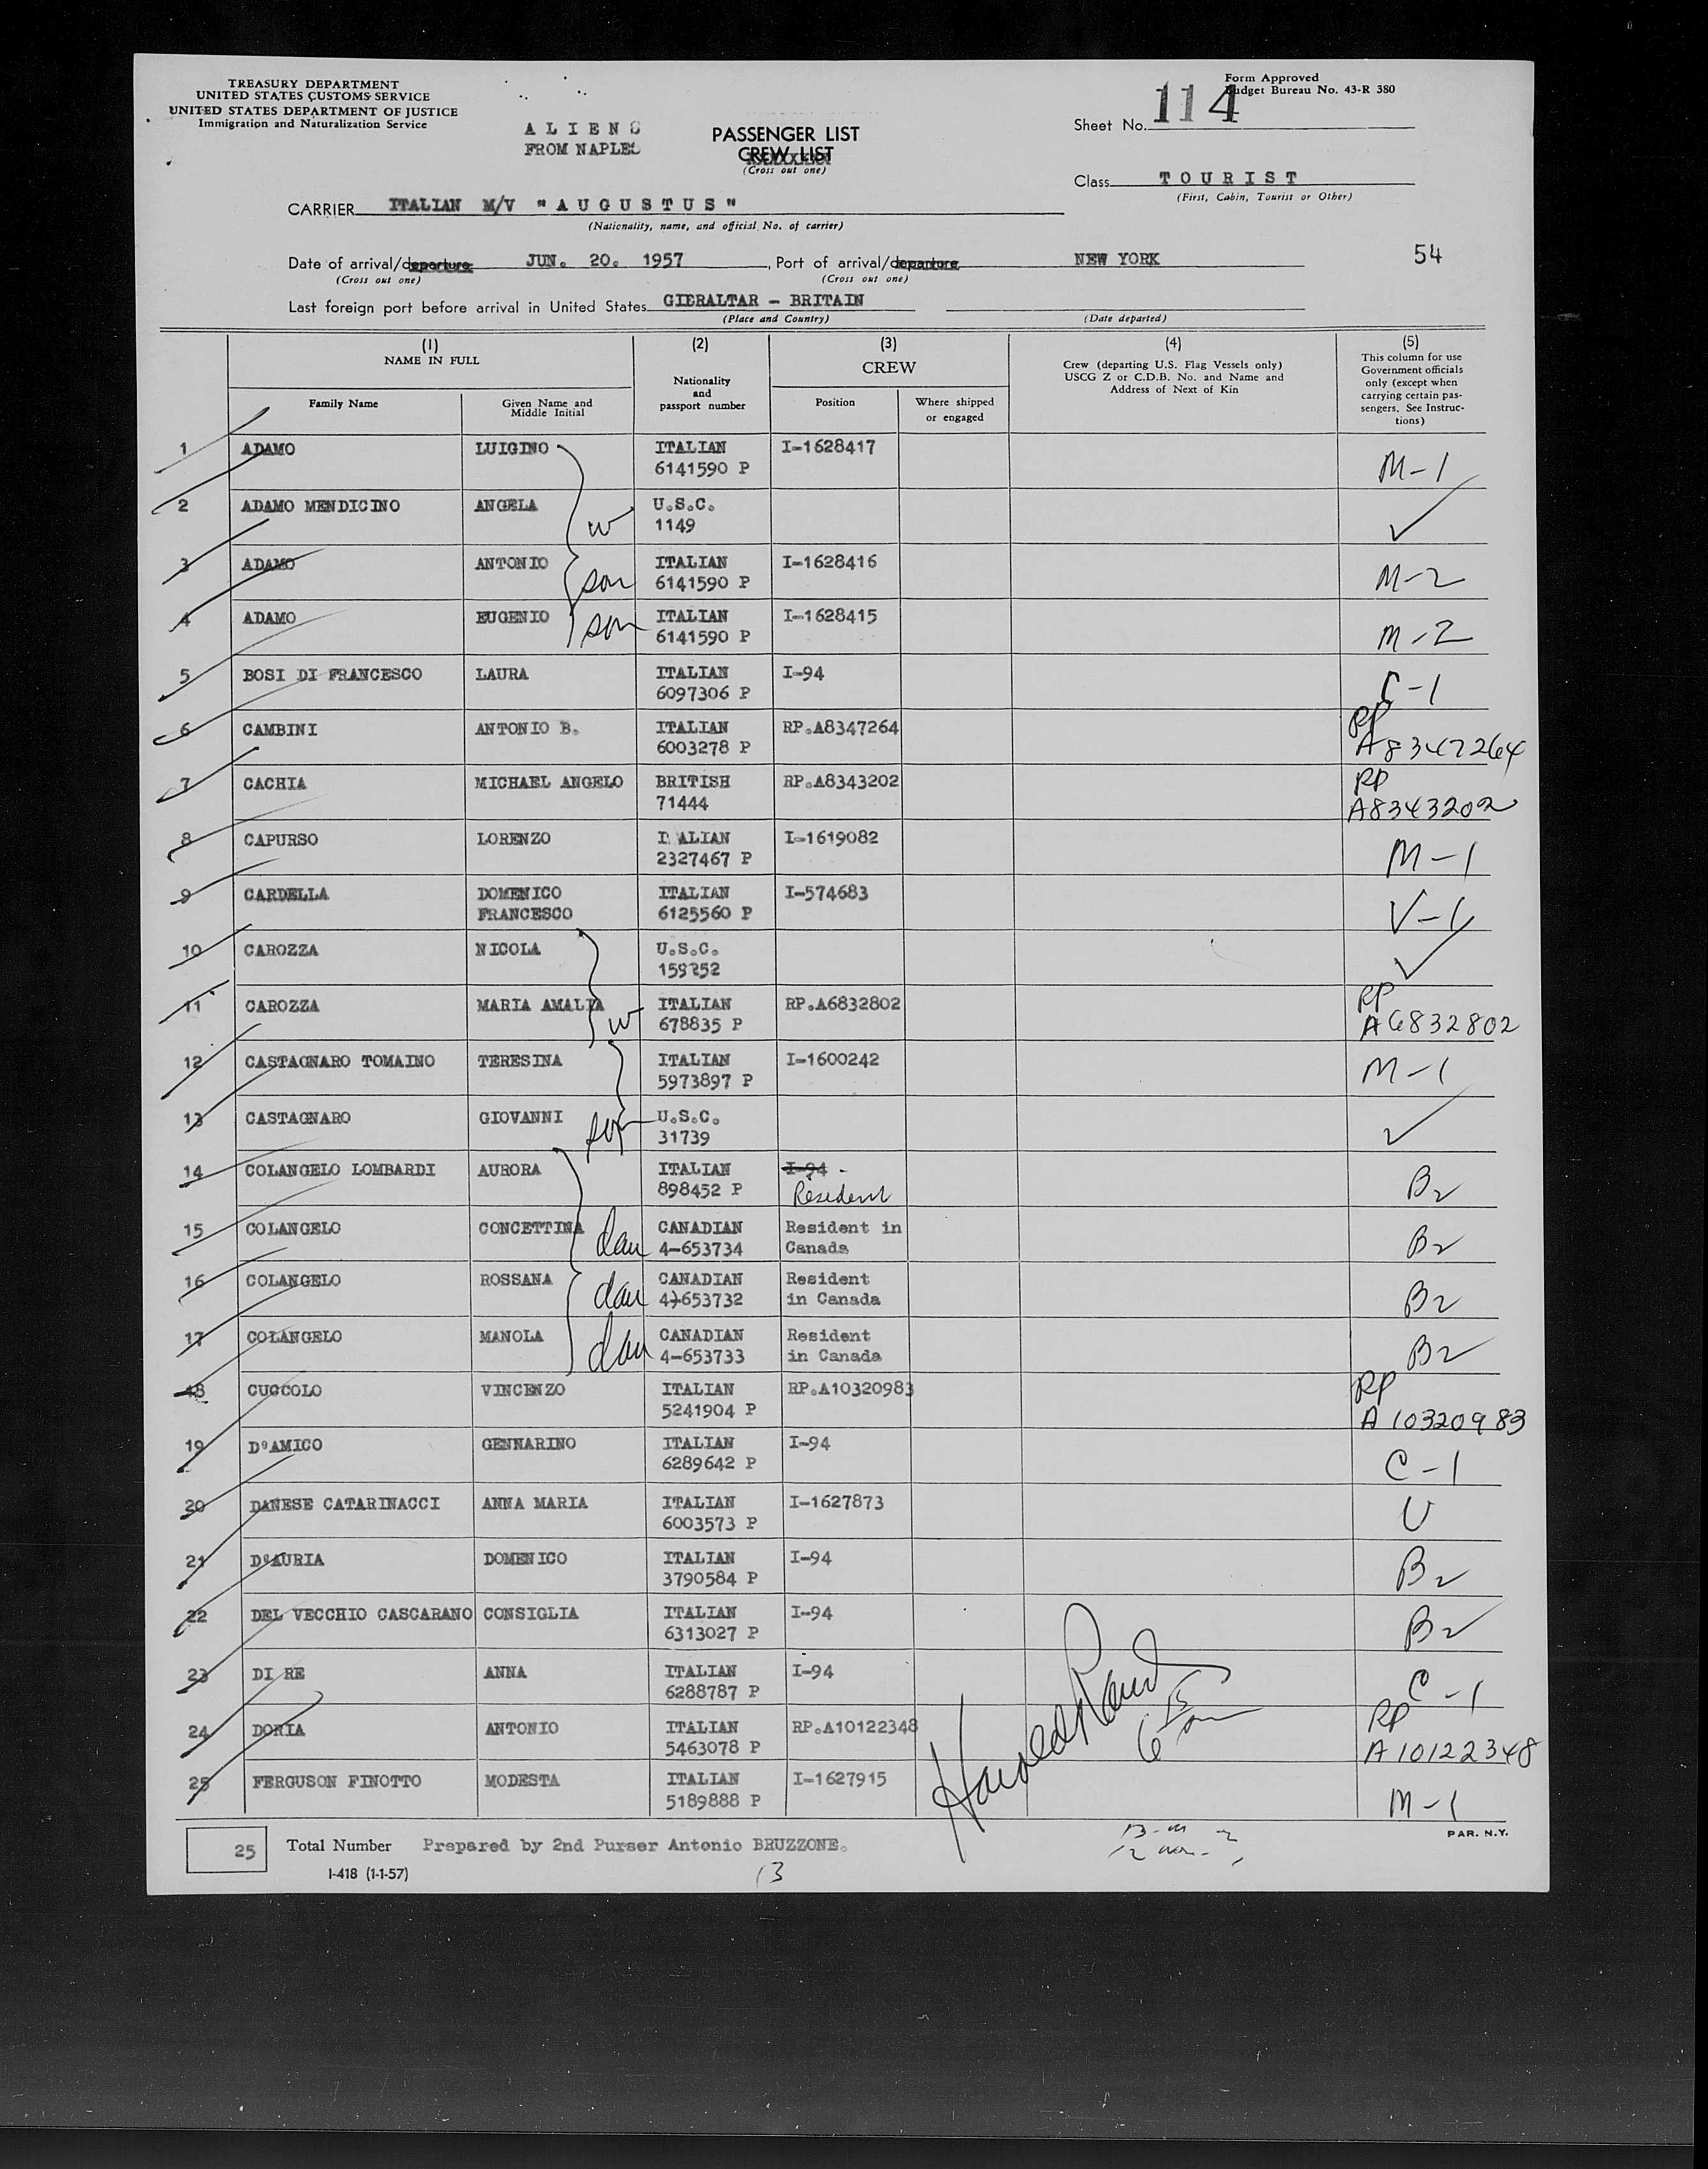 TREASURY DEPARTMENT
UNITED STATES CUSTOMS SERVICE
UNITED STATES DEPARTMENT OF JUSTICE
Immigration and Naturalization Service
ALIENS
FROM NAPLES
PASSENGER LIST
CREW LIST
(Cross out one)
Form Approved
Budget Bureau No. 43-R 380
Sheet No. 114
Class TOURIST
(First, Cabin, Tourist or Other)
CARRIER ITALIAN M/V "AUGUSTUS"
(Nationality, name, and official No. of carrier)
Date of arrival/departure JUN. 20. 1957, Port of arrival/departure NEW YORK 54
(Cross out one) (Cross out one)
Last foreign port before arrival in United States GIBRALTAR - BRITAIN
(Place and Country) (Date departed)
(1) NAME IN FULL
Family Name
Given Name and Middle Initial
(2) Nationality and passport number
(3) CREW
Position
Where shipped or engaged
(4) Crew (departing U.S. Flag Vessels only) USCG Z or C.D.B. No. and Name and Address of Next of Kin
(5) This column for use Government officials only (except when carrying certain passengers. See Instructions)
1 ADAMO LUIGINO ITALIAN 6141590 P I-1628417 M-1
2 ADAMO MENDICINO ANGELA w U.S.C. 1149 ✓
3 ADAMO ANTONIO son ITALIAN 6141590 P I-1628416 M-2
4 ADAMO EUGENIO son ITALIAN 6141590 P I-1628415 M-2
5 BOSI DI FRANCESCO LAURA ITALIAN 6097306 P I-94 C-1
6 CAMBINI ANTONIO B. ITALIAN 6003278 P RP.A8347264 RP A8347264
7 CACHIA MICHAEL ANGELO BRITISH 71444 RP.A8343202 RP A8343202
8 CAPURSO LORENZO I ALIAN 2327467 P I-1619082 M-1
9 CARDELLA DOMENICO FRANCESCO ITALIAN 6125560 P I-574683 V-1
10 CAROZZA NICOLA U.S.C. 159252 ✓
11 CAROZZA MARIA AMALIA w ITALIAN 678835 P RP.A6832802 RP A6832802
12 CASTAGNARO TOMAINO TERESINA ITALIAN 5973897 P I-1600242 M-1
13 CASTAGNARO GIOVANNI son U.S.C. 31739 ✓
14 COLANGELO LOMBARDI AURORA ITALIAN 898452 P I-94 - Resident B2
15 COLANGELO CONCETTINA dau CANADIAN 4-653734 Resident in Canada B2
16 COLANGELO ROSSANA dau CANADIAN 4)-653732 Resident in Canada B2
17 COLANGELO MANOLA dau CANADIAN 4-653733 Resident in Canada B2
18 CUCCOLO VINCENZO ITALIAN 5241904 P RP.A10320983 RP A10320983
19 DºAMICO GENNARINO ITALIAN 6289642 P I-94 C-1
20 DANESE CATARINACCI ANNA MARIA ITALIAN 6003573 P I-1627873 U
21 DºAURIA DOMENICO ITALIAN 3790584 P I-94 B2
22 DEL VECCHIO CASCARANO CONSIGLIA ITALIAN 6313027 P I-94 B2
23 DI RE ANNA ITALIAN 6288787 P I-94 C-1
24 DORIA ANTONIO ITALIAN 5463078 P RP.A10122348 RP A10122348
25 FERGUSON FINOTTO MODESTA ITALIAN 5189888 P I-1627915 M-1
25 Total Number Prepared by 2nd Purser Antonio BRUZZONE.
I-418 (1-1-57)
13
PAR. N.Y.